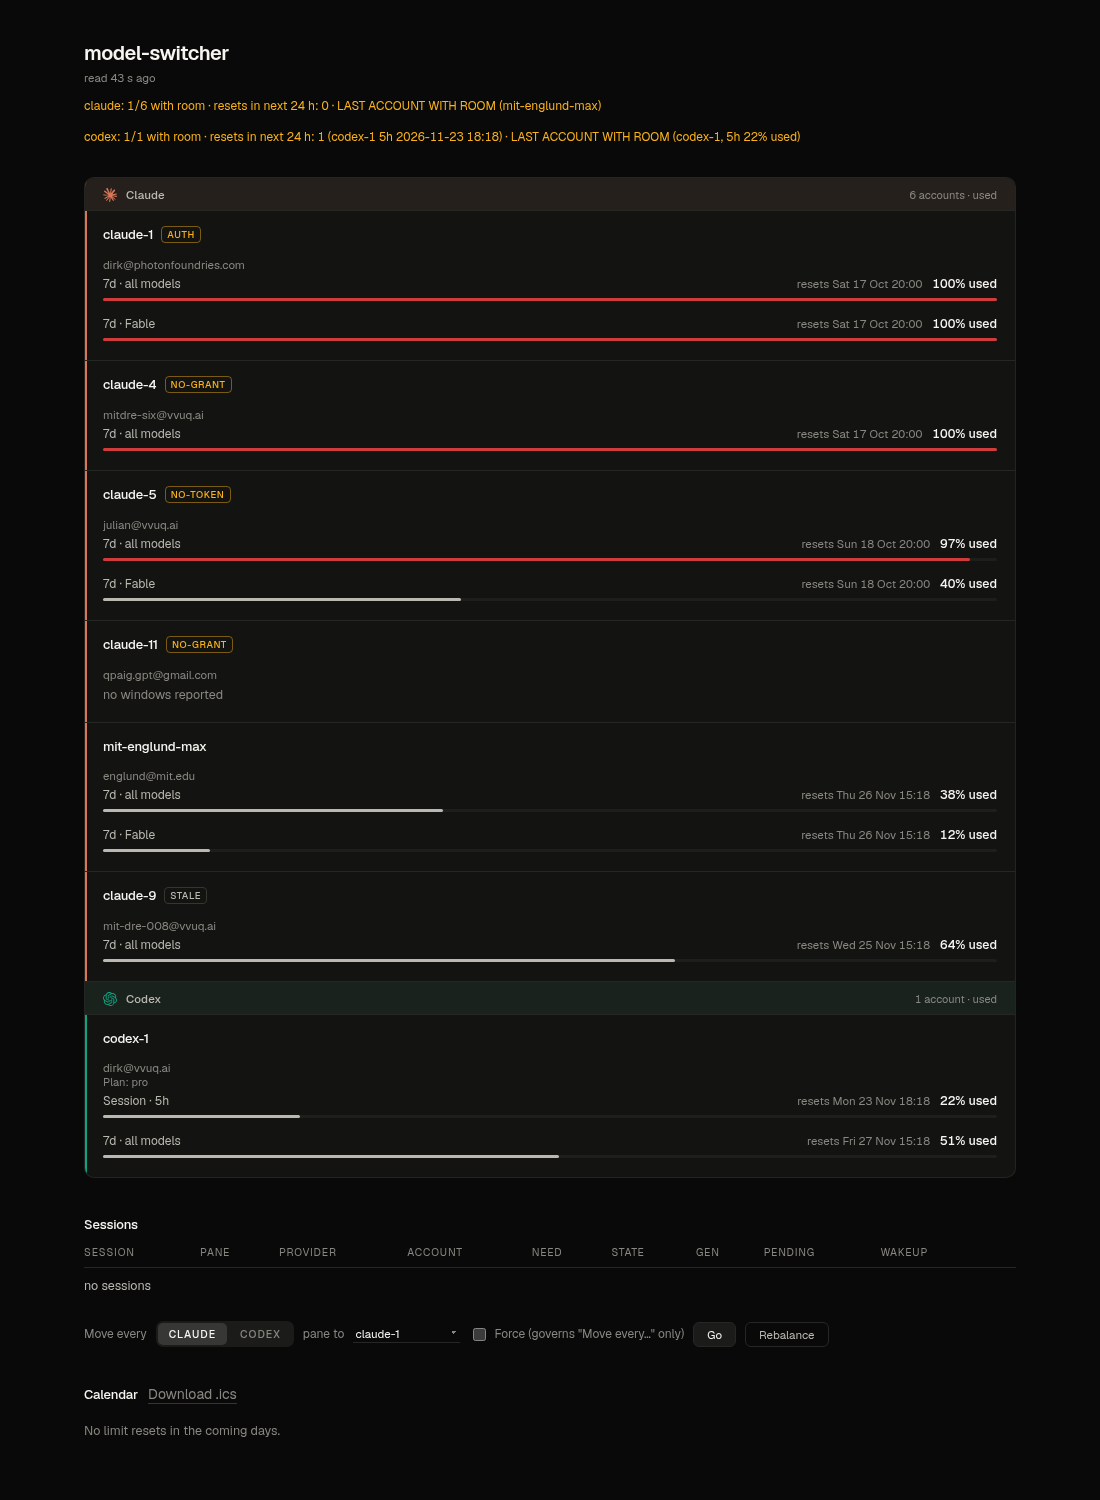 model-switcher
read 43 s ago
claude: 1/6 with room · resets in next 24 h: 0 · LAST ACCOUNT WITH ROOM (mit-englund-max)
codex: 1/1 with room · resets in next 24 h: 1 (codex-1 5h 2026-11-23 18:18) · LAST ACCOUNT WITH ROOM (codex-1, 5h 22% used)
Claude 6 accounts · used
claude-1 AUTH
dirk@photonfoundries.com
7d · all models resets Sat 17 Oct 20:00 100% used
7d · Fable resets Sat 17 Oct 20:00 100% used
claude-4 NO-GRANT
mitdre-six@vvuq.ai
7d · all models resets Sat 17 Oct 20:00 100% used
claude-5 NO-TOKEN
julian@vvuq.ai
7d · all models resets Sun 18 Oct 20:00 97% used
7d · Fable resets Sun 18 Oct 20:00 40% used
claude-11 NO-GRANT
qpaig.gpt@gmail.com
no windows reported
mit-englund-max
englund@mit.edu
7d · all models resets Thu 26 Nov 15:18 38% used
7d · Fable resets Thu 26 Nov 15:18 12% used
claude-9 STALE
mit-dre-008@vvuq.ai
7d · all models resets Wed 25 Nov 15:18 64% used
Codex 1 account · used
codex-1
dirk@vvuq.ai
Plan: pro
Session · 5h resets Mon 23 Nov 18:18 22% used
7d · all models resets Fri 27 Nov 15:18 51% used
Sessions
SESSION PANE PROVIDER ACCOUNT NEED STATE GEN PENDING WAKEUP
no sessions
Move every CLAUDE CODEX pane to claude-1 Force (governs "Move every…" only) Go Rebalance
Calendar Download .ics
No limit resets in the coming days.